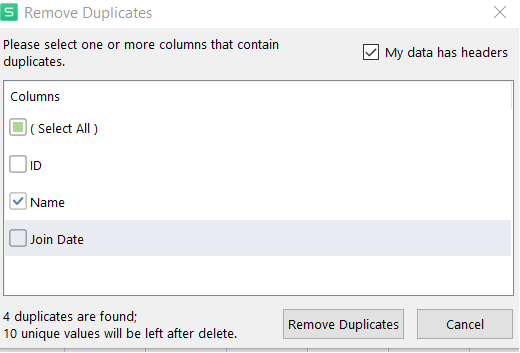 S Remove Duplicates
Please select one or more columns that contain
duplicates.
My data has headers
Columns
( Select All )
ID
Name
Join Date
4 duplicates are found;
10 unique values will be left after delete.
Remove Duplicates
Cancel